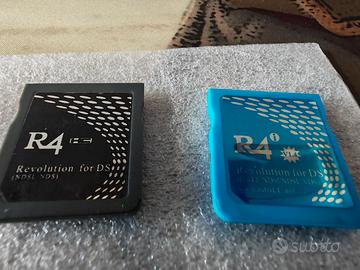 R4
Revolution for DS
(NDSL/NDS)
R4i
Revolution for DS
subito